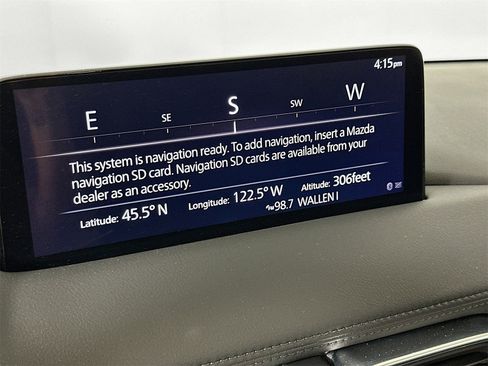 4:15pm
E SE S SW W
This system is navigation ready. To add navigation, insert a Mazda
navigation SD card. Navigation SD cards are available from your
dealer as an accessory.
Latitude: 45.5° N Longitude: 122.5° W Altitude: 306feet
98.7 WALLEN I